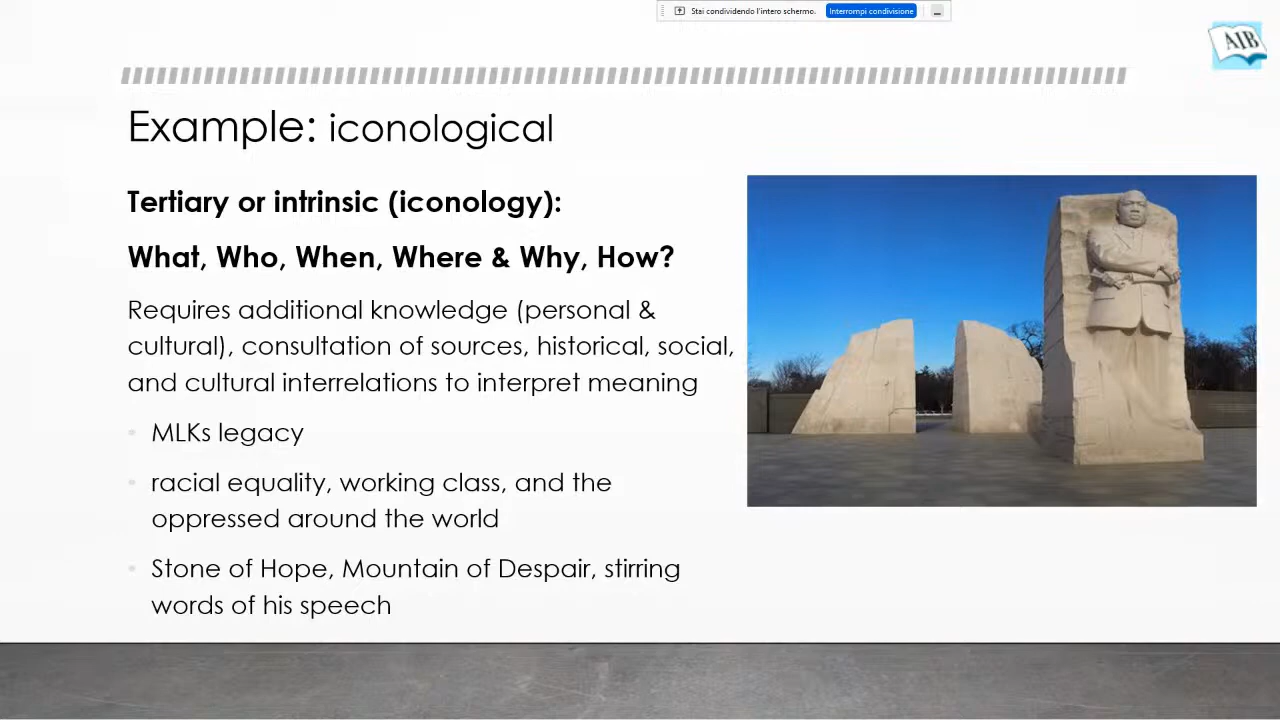 Stai condividendo l'intero schermo. Interrompi condivisione
AIB
Example: iconological
Tertiary or intrinsic (iconology):
What, Who, When, Where & Why, How?
Requires additional knowledge (personal &
cultural), consultation of sources, historical, social,
and cultural interrelations to interpret meaning
MLKs legacy
racial equality, working class, and the
oppressed around the world
Stone of Hope, Mountain of Despair, stirring
words of his speech